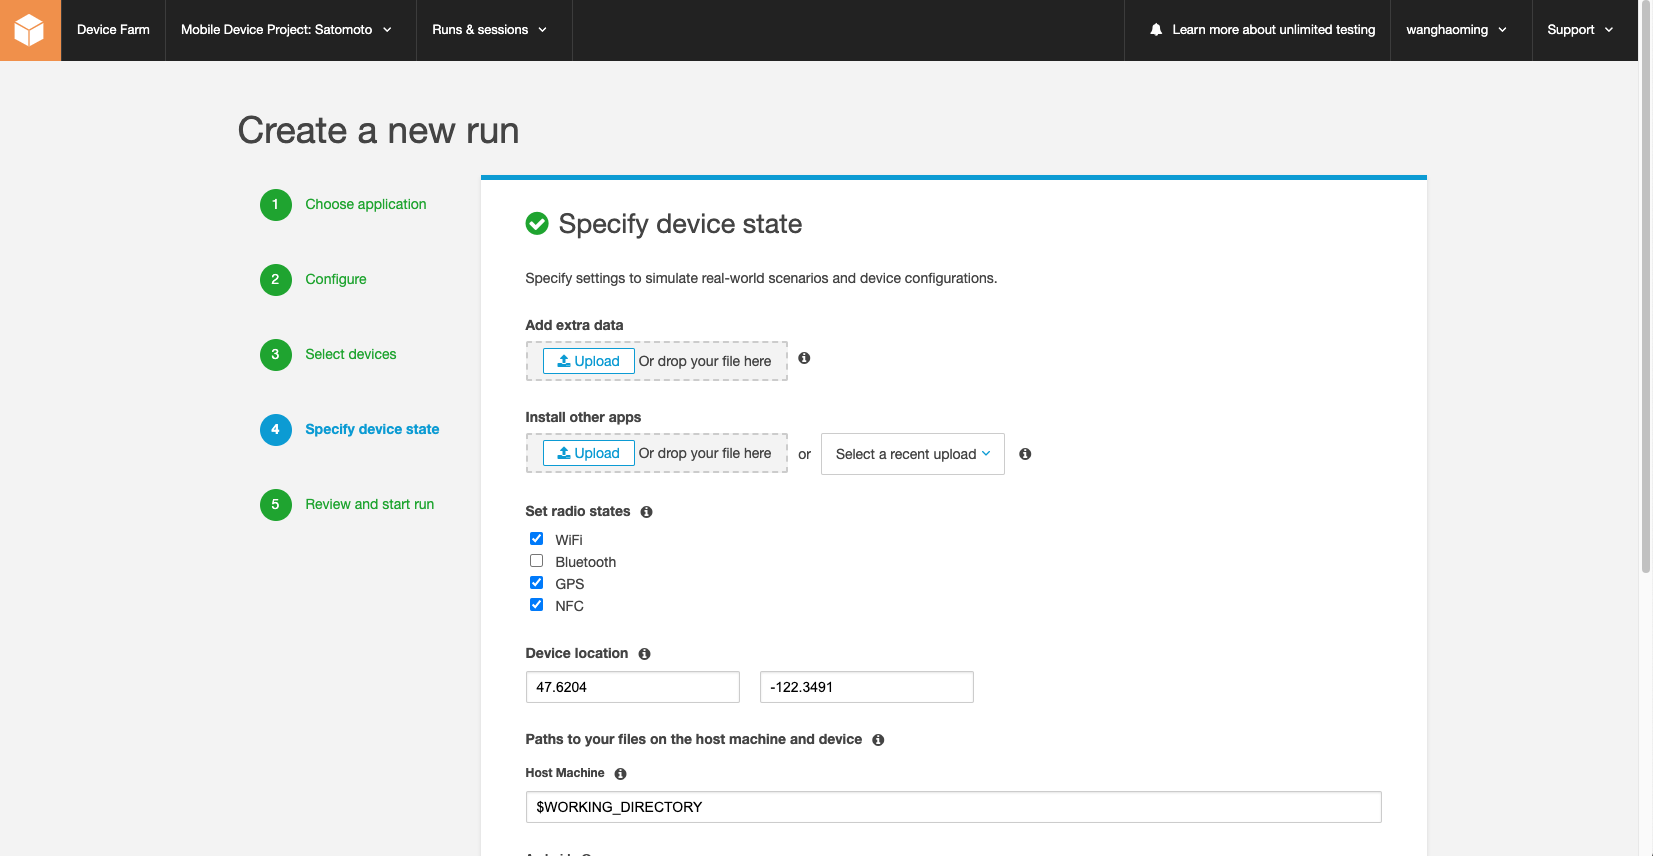 Device Farm
Mobile Device Project: Satomoto
Runs & sessions
Learn more about unlimited testing
wanghaoming
Support
Create a new run
1 Choose application
2 Configure
3 Select devices
4 Specify device state
5 Review and start run
Specify device state
Specify settings to simulate real-world scenarios and device configurations.
Add extra data
Upload Or drop your file here
Install other apps
Upload Or drop your file here or Select a recent upload
Set radio states
WiFi
Bluetooth
GPS
NFC
Device location
47.6204 -122.3491
Paths to your files on the host machine and device
Host Machine
$WORKING_DIRECTORY